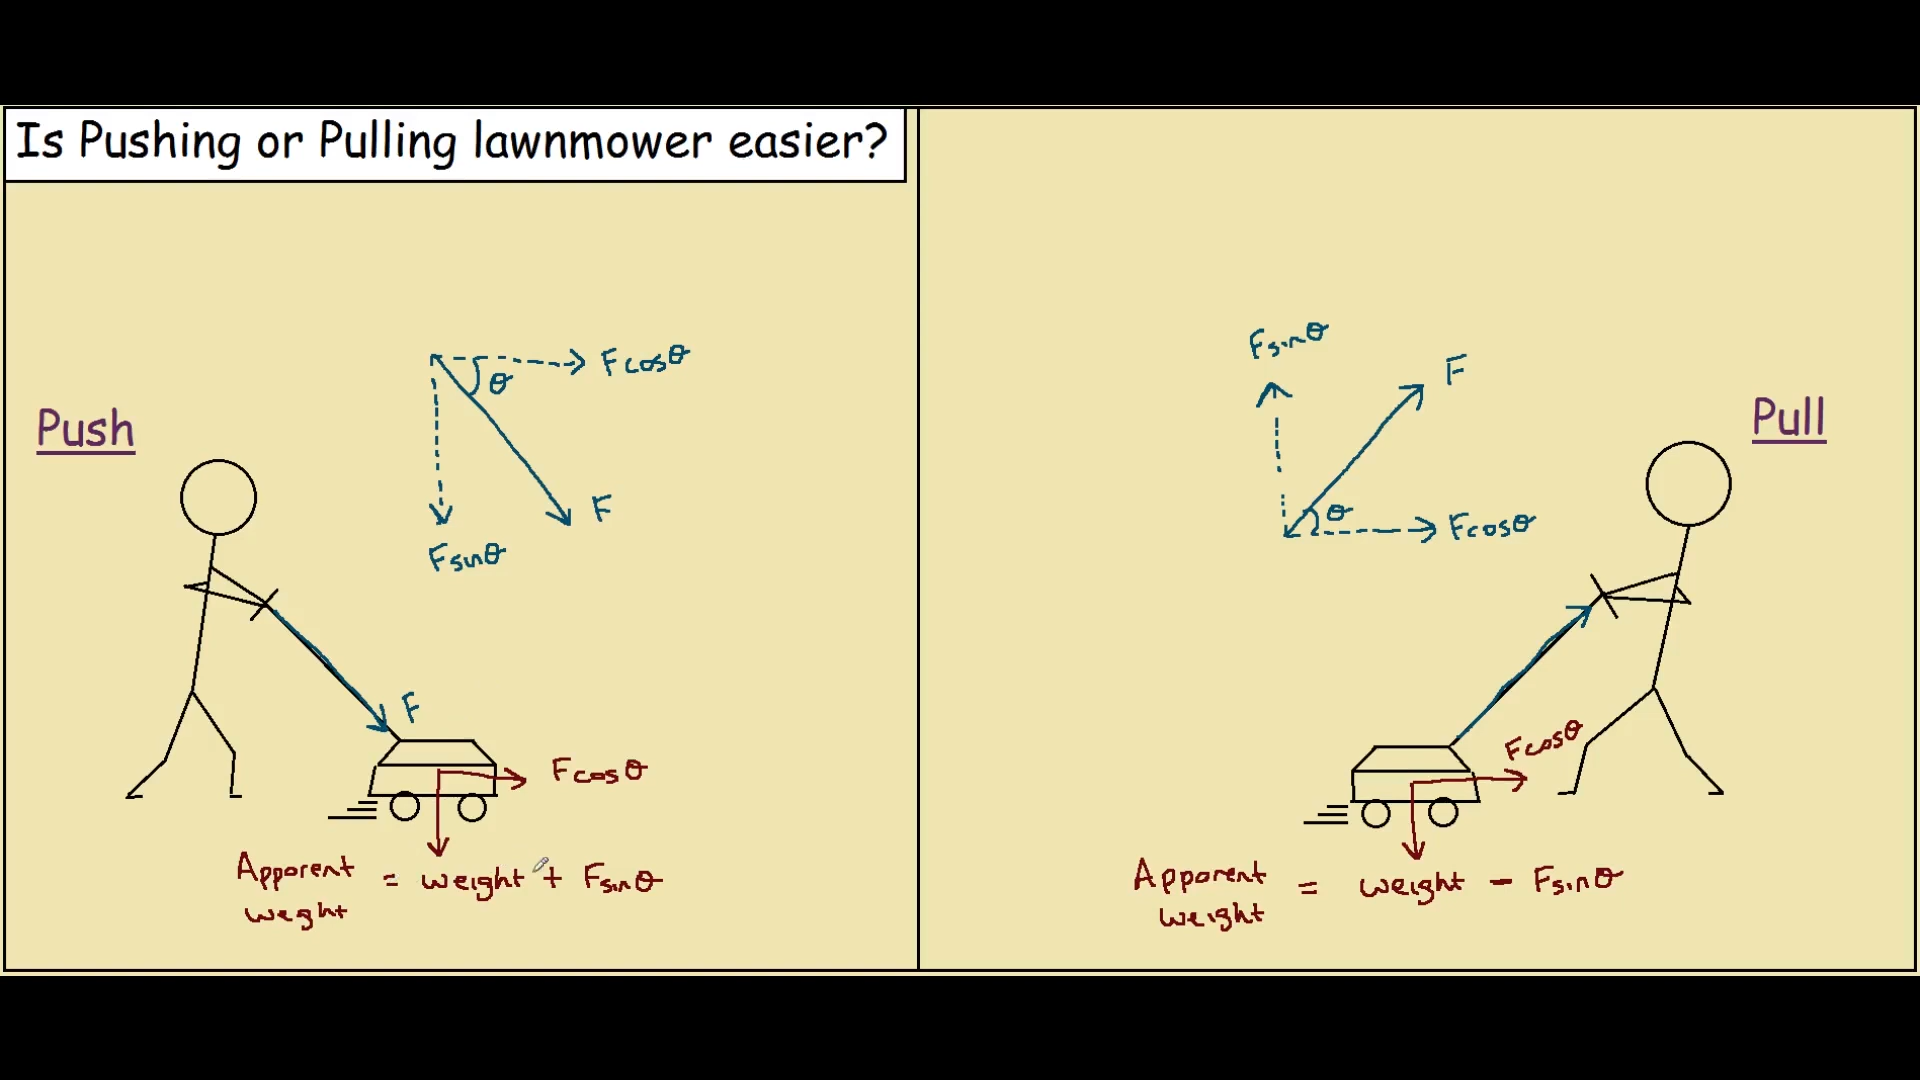 Is Pushing or Pulling lawnmower easier?
Push
Fcosθ
θ
F
Fsinθ
F
Fcosθ
Apparent
weght
= weight + Fsinθ
Pull
Fsinθ
F
θ
Fcosθ
Fcosθ
Apparent
weight
= weight - Fsinθ